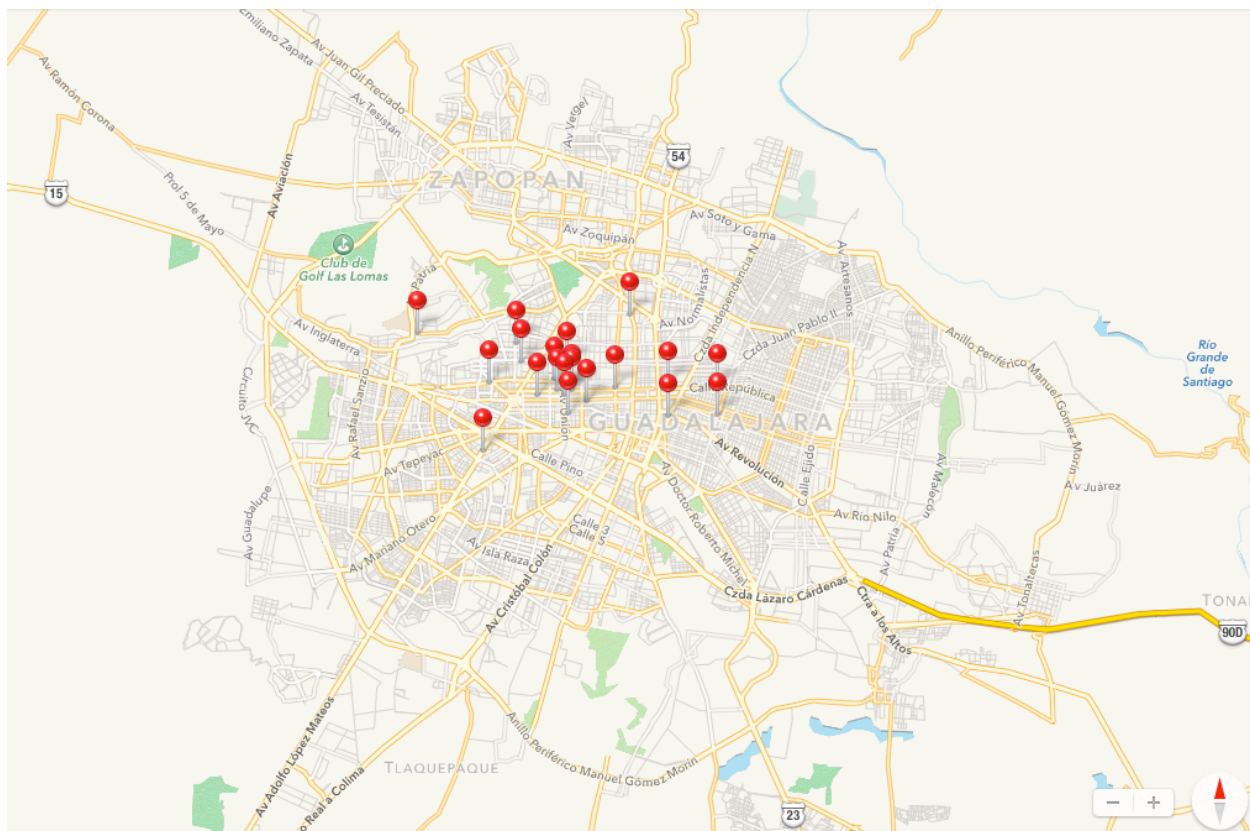 Emiliano Zapata
Av Juan Gil Preciado
Av Ramón Corona
Av Tesistán
Av Verge
54
ZAPOPAN
15
Prol 5 de Mayo
Av Aviación
Av Soto y Gama
Av Zoquipán
Club de
Golf Las Lomas
Patria
Av Artesanos
Czda Independencia N
Av Normalistas
Av Inglaterra
Czda Juan Pablo II
Anillo Periférico Manuel Gómez Morín
Río
Grande de
Santiago
Circuito JVC
Av Rafael Sanzio
Calle República
Av Unión
GUADALAJARA
Av Tepeyac
Calle Pino
Av Revolución
Calle Ejido
Av Malecón
Av Juárez
Av Guadalupe
Av Doctor Roberto Michel
Av Río Nilo
Calle 3
Calle 5
Av Mariano Otero
Av Isla Raza
Av Cristóbal Colón
Av Patria
Czda Lázaro Cárdenas
Ctra a los Altos
Av Tonaltecas
TONAL
90D
Av Adolfo López Mateos
Anillo Periférico Manuel Gómez Morín
TLAQUEPAQUE
o Real a Colima
23